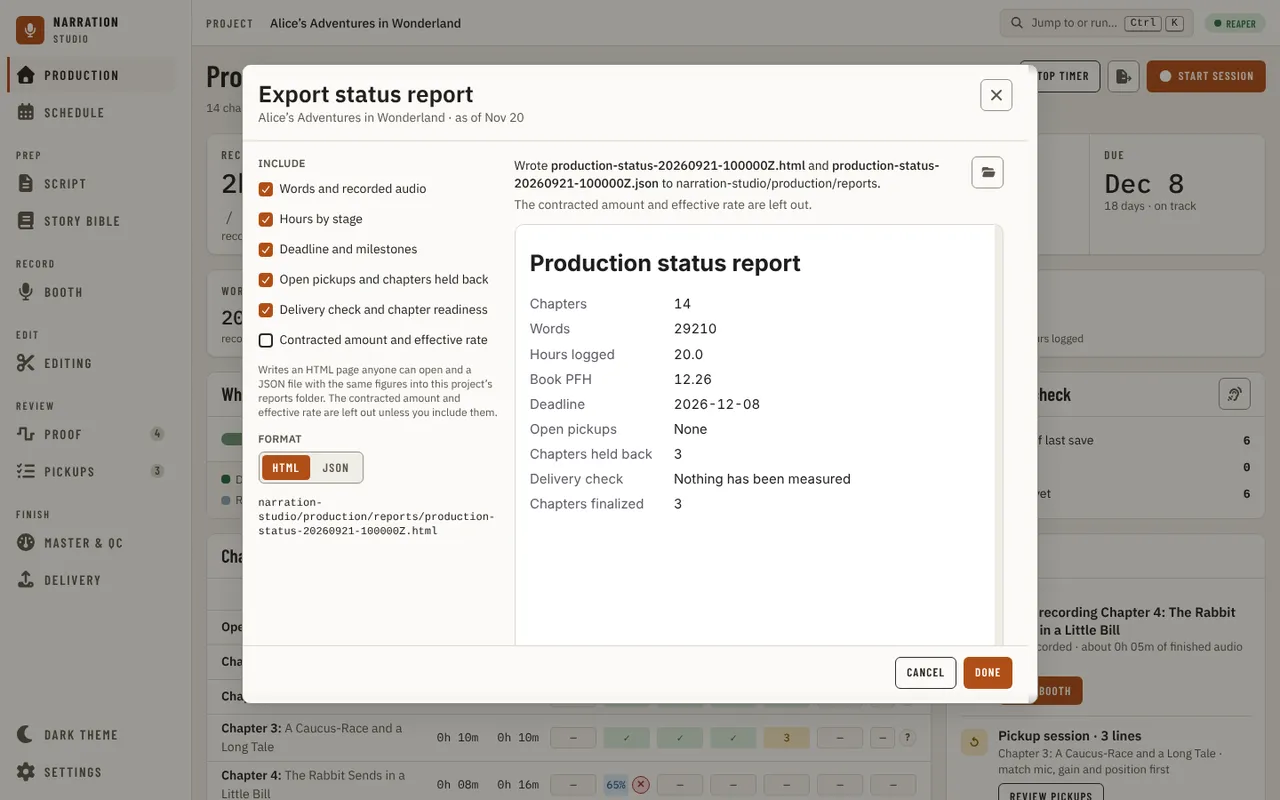 NARRATION
STUDIO
PRODUCTION
SCHEDULE
PREP
SCRIPT
STORY BIBLE
RECORD
BOOTH
EDIT
EDITING
REVIEW
PROOF 4
PICKUPS 3
FINISH
MASTER & QC
DELIVERY
DARK THEME
SETTINGS
PROJECT Alice's Adventures in Wonderland
Jump to or run... Ctrl K
REAPER
TOP TIMER
START SESSION
14 cha
Export status report
Alice's Adventures in Wonderland · as of Nov 20
INCLUDE
Words and recorded audio
Hours by stage
Deadline and milestones
Open pickups and chapters held back
Delivery check and chapter readiness
Contracted amount and effective rate
Writes an HTML page anyone can open and a
JSON file with the same figures into this project's
reports folder. The contracted amount and
effective rate are left out unless you include them.
FORMAT
HTML JSON
narration-
studio/production/reports/production-
status-20260921-100000Z.html
Wrote production-status-20260921-100000Z.html and production-status-
20260921-100000Z.json to narration-studio/production/reports.
The contracted amount and effective rate are left out.
Production status report
Chapters 14
Words 29210
Hours logged 20.0
Book PFH 12.26
Deadline 2026-12-08
Open pickups None
Chapters held back 3
Delivery check Nothing has been measured
Chapters finalized 3
CANCEL
DONE
DUE
Dec 8
18 days · on track
rs logged
heck
f last save 6
0
yet 6
recording Chapter 4: The Rabbit
in a Little Bill
corded · about 0h 05m of finished audio
BOOTH
Chapter 3: A Caucus-Race and a
Long Tale
0h 10m 0h 10m – ✓ ✓ ✓ 3 – – ?
Chapter 4: The Rabbit Sends in a
Little Bill
0h 08m 0h 16m – 65% – – – – –
Pickup session · 3 lines
Chapter 3: A Caucus-Race and a Long Tale ·
match mic, gain and position first
REVIEW PICKUPS